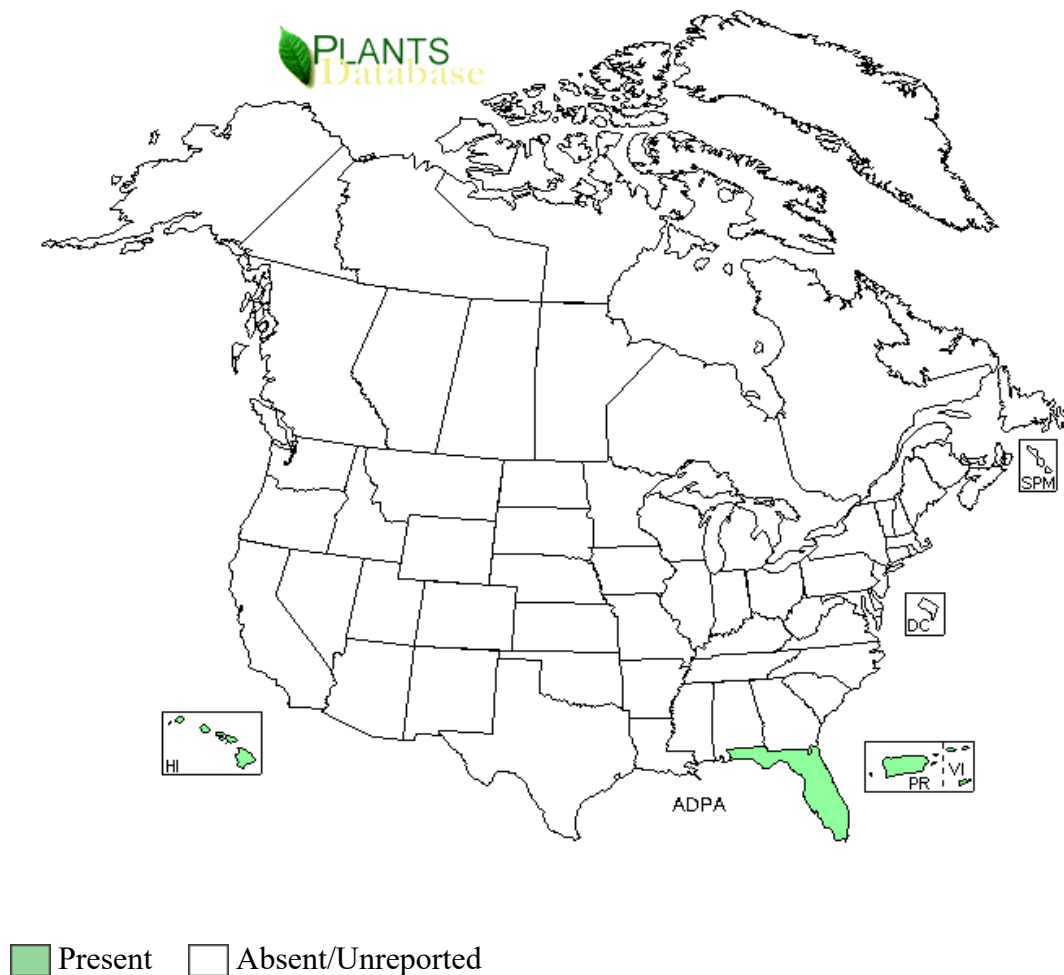 PLANTS
Database
SPM
DC
HI
PR
VI
ADPA
Present
Absent/Unreported